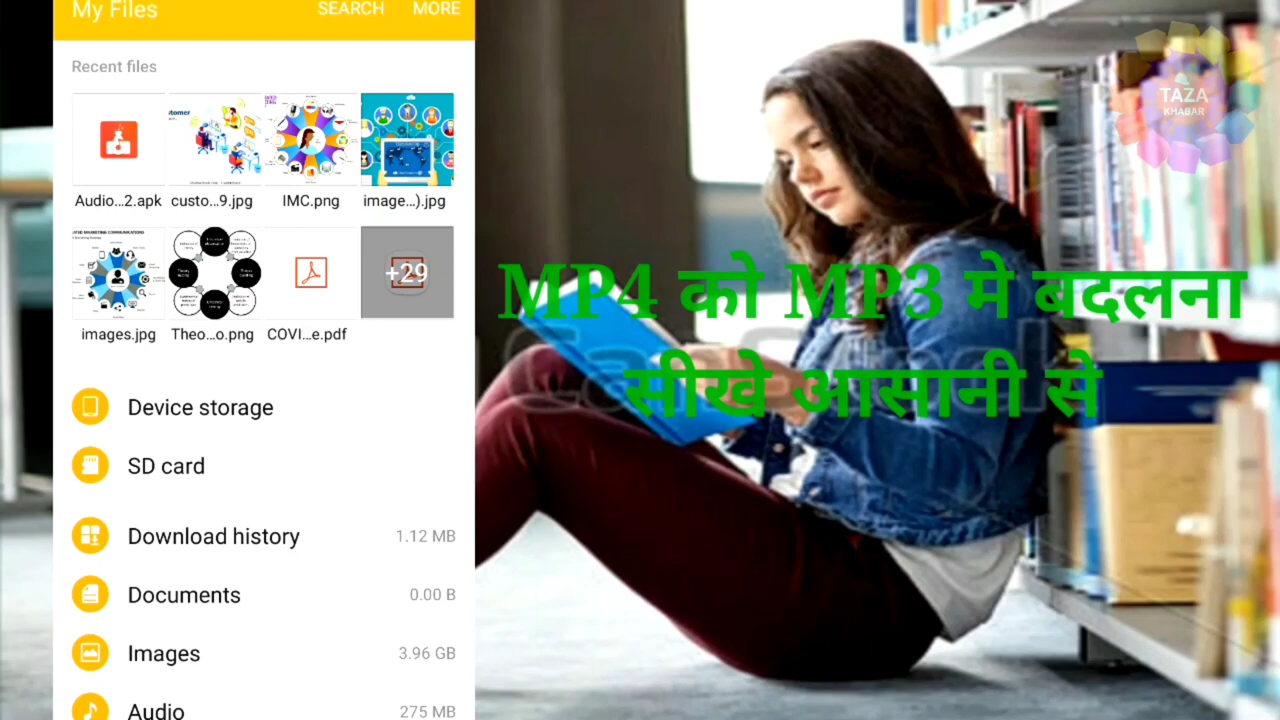 My Files
SEARCH
MORE
Recent files
Audio...2.apk
custo...9.jpg
IMC.png
image...).jpg
+29
images.jpg
Theo...o.png
COVI...e.pdf
Device storage
SD card
Download history
1.12 MB
Documents
0.00 B
Images
3.96 GB
Audio
275 MB
MP4 को MP3 मे बदलना
सीखे आसानी से
TAZA
KHABAR